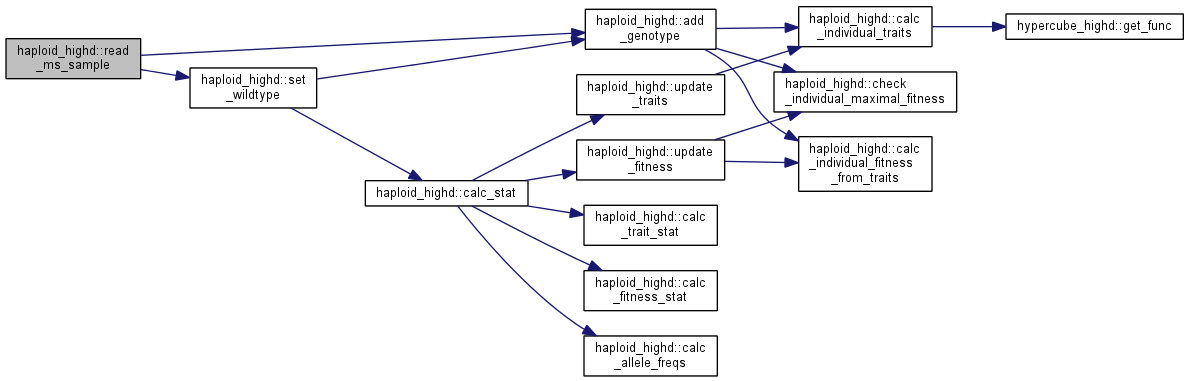 haploid_highd::read
_ms_sample
haploid_highd::set
_wildtype
haploid_highd::calc_stat
haploid_highd::add
_genotype
haploid_highd::update
_traits
haploid_highd::update
_fitness
haploid_highd::calc
_trait_stat
haploid_highd::calc
_fitness_stat
haploid_highd::calc
_allele_freqs
haploid_highd::calc
_individual_traits
haploid_highd::check
_individual_maximal_fitness
haploid_highd::calc
_individual_fitness
_from_traits
hypercube_highd::get_func